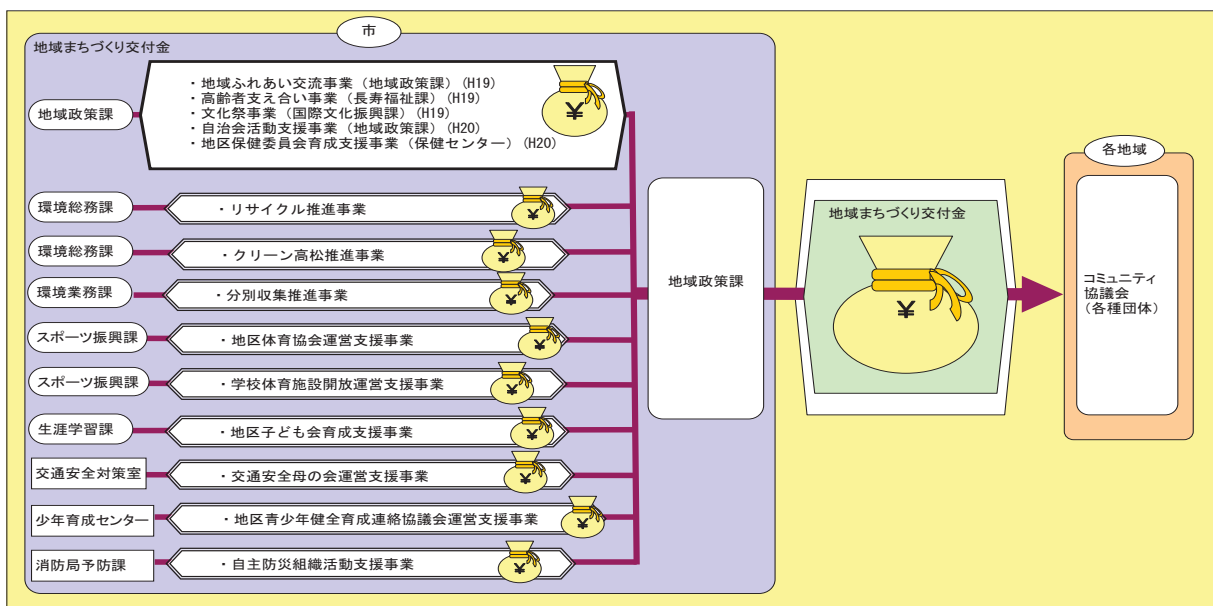 市
地域まちづくり交付金
地域政策課
・地域ふれあい交流事業(地域政策課)(H19)
・高齢者支え合い事業(長寿福祉課)(H19)
・文化祭事業(国際文化振興課)(H19)
・自治会活動支援事業(地域政策課)(H20)
・地区保健委員会育成支援事業(保健センター)(H20)
¥
環境総務課
・リサイクル推進事業
¥
環境総務課
・クリーン高松推進事業
¥
環境業務課
・分別収集推進事業
¥
スポーツ振興課
・地区体育協会運営支援事業
¥
スポーツ振興課
・学校体育施設開放運営支援事業
¥
生涯学習課
・地区子ども会育成支援事業
¥
交通安全対策室
・交通安全母の会運営支援事業
¥
少年育成センター
・地区青少年健全育成連絡協議会運営支援事業
¥
消防局予防課
・自主防災組織活動支援事業
¥
地域政策課
地域まちづくり交付金
¥
各地域
コミュニティ
協議会
(各種団体)